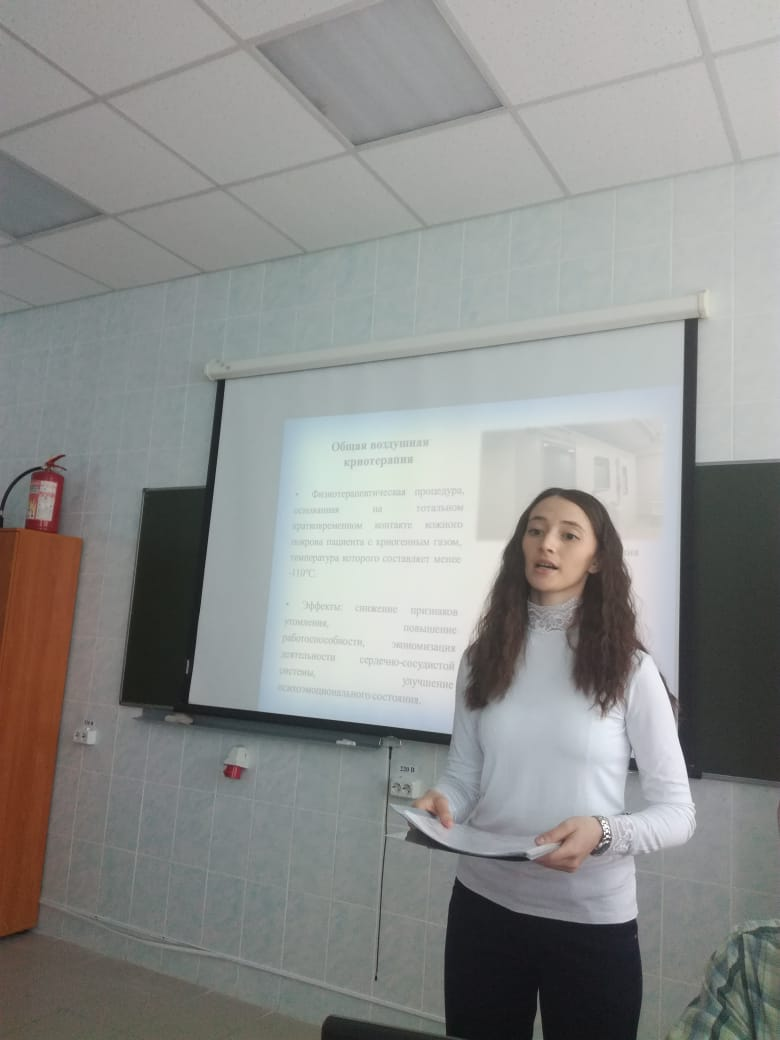 Общая воздушная
криотерапия
• Физиотерапевтическая процедура,
основанная на тотальном
кратковременном контакте кожного
покрова пациента с криогенным газом,
температура которого составляет менее
-110°С.
• Эффекты: снижение признаков
утомления, повышение
работоспособности, экономизация
деятельности сердечно-сосудистой
системы, улучшение
психоэмоционального состояния.
220 В